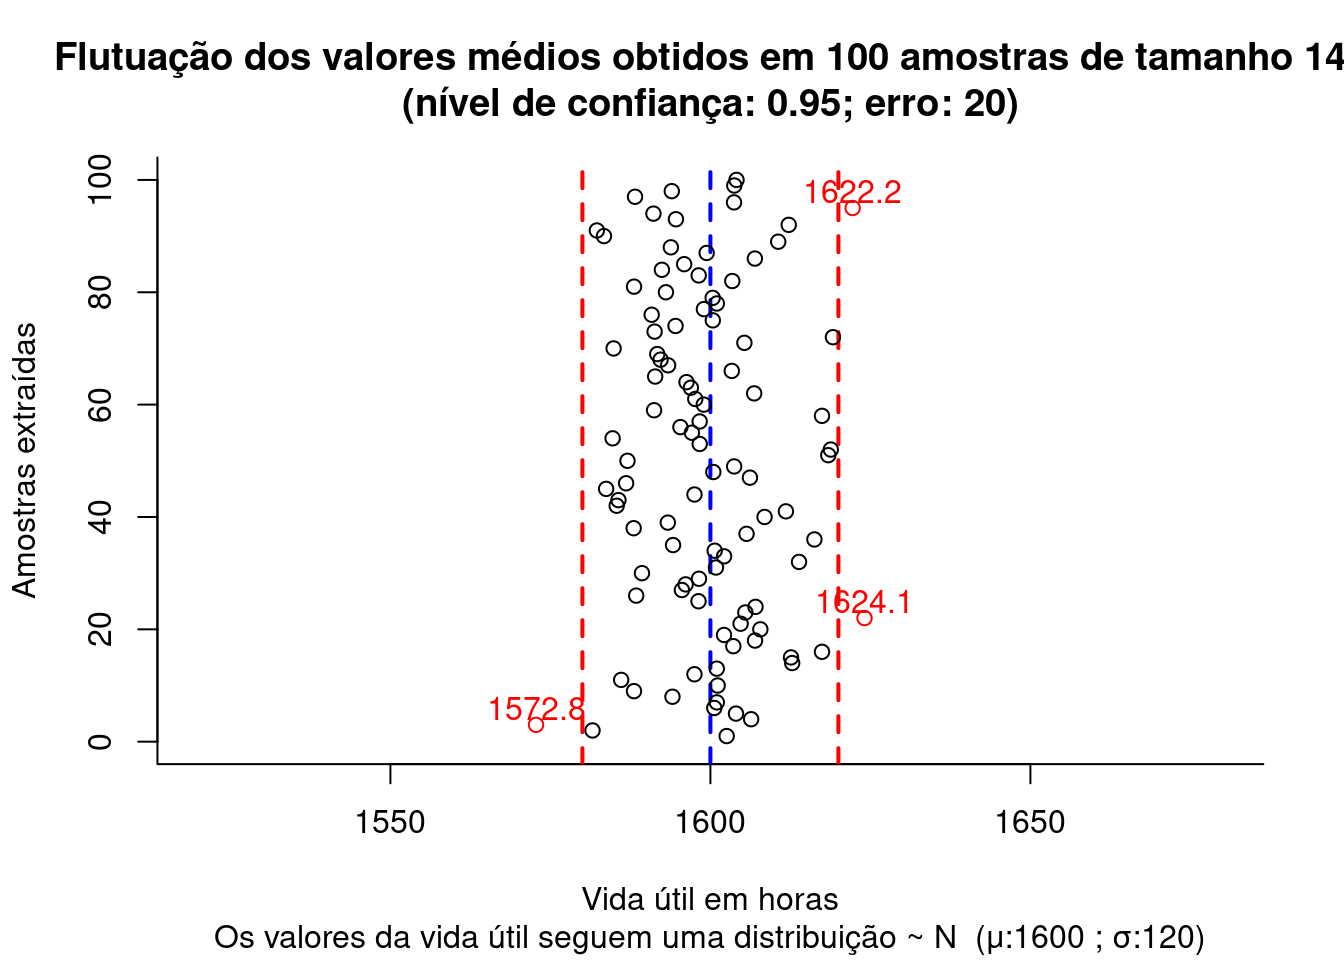 Flutuação dos valores médios obtidos em 100 amostras de tamanho 14
(nível de confiança: 0.95; erro: 20)
100
80
60
40
20
0
Amostras extraídas
1622.2
1624.1
1572.8
1550
1600
1650
Vida útil em horas
Os valores da vida útil seguem uma distribuição ~ N (μ:1600 ; σ:120)